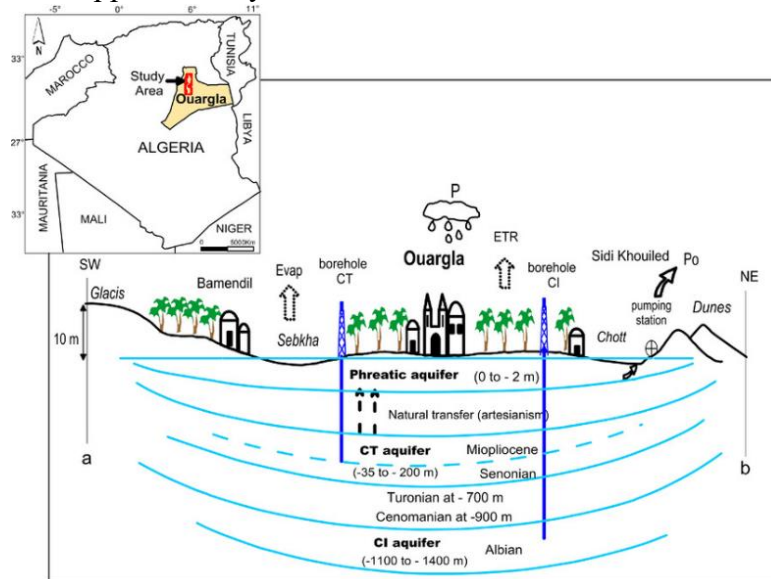 -5° 0° 6° 11°
N
33°
27°
33°
MAROCCO
TUNISIA
Study
Area
Ouargla
ALGERIA
LIBYA
MAURITANIA
MALI
NIGER
0 5000Km
P
Ouargla
ETR
Sidi Khouiled
Po
SW
NE
Glacis
Bamendil
Evap
borehole
CT
borehole
CI
pumping
station
Dunes
10 m
Sebkha
Chott
Phreatic aquifer (0 to - 2 m)
Natural transfer (artesianism)
CT aquifer Miopliocene
(-35 to - 200 m) Senonian
a
b
Turonian at - 700 m
Cenomanian at -900 m
CI aquifer Albian
(-1100 to - 1400 m)